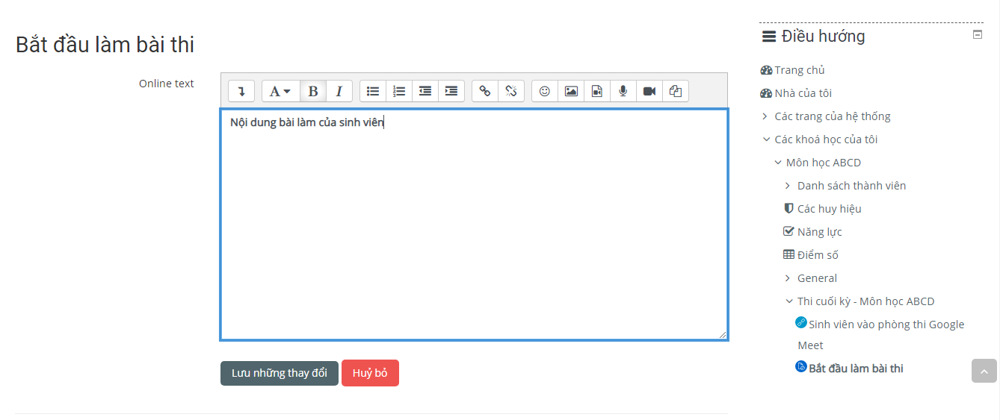 Bắt đầu làm bài thi
Online text
A B I
Nội dung bài làm của sinh viên
Lưu những thay đổi
Huỷ bỏ
Điều hướng
Trang chủ
Nhà của tôi
Các trang của hệ thống
Các khoá học của tôi
Môn học ABCD
Danh sách thành viên
Các huy hiệu
Năng lực
Điểm số
General
Thi cuối kỳ - Môn học ABCD
Sinh viên vào phòng thi Google
Meet
Bắt đầu làm bài thi